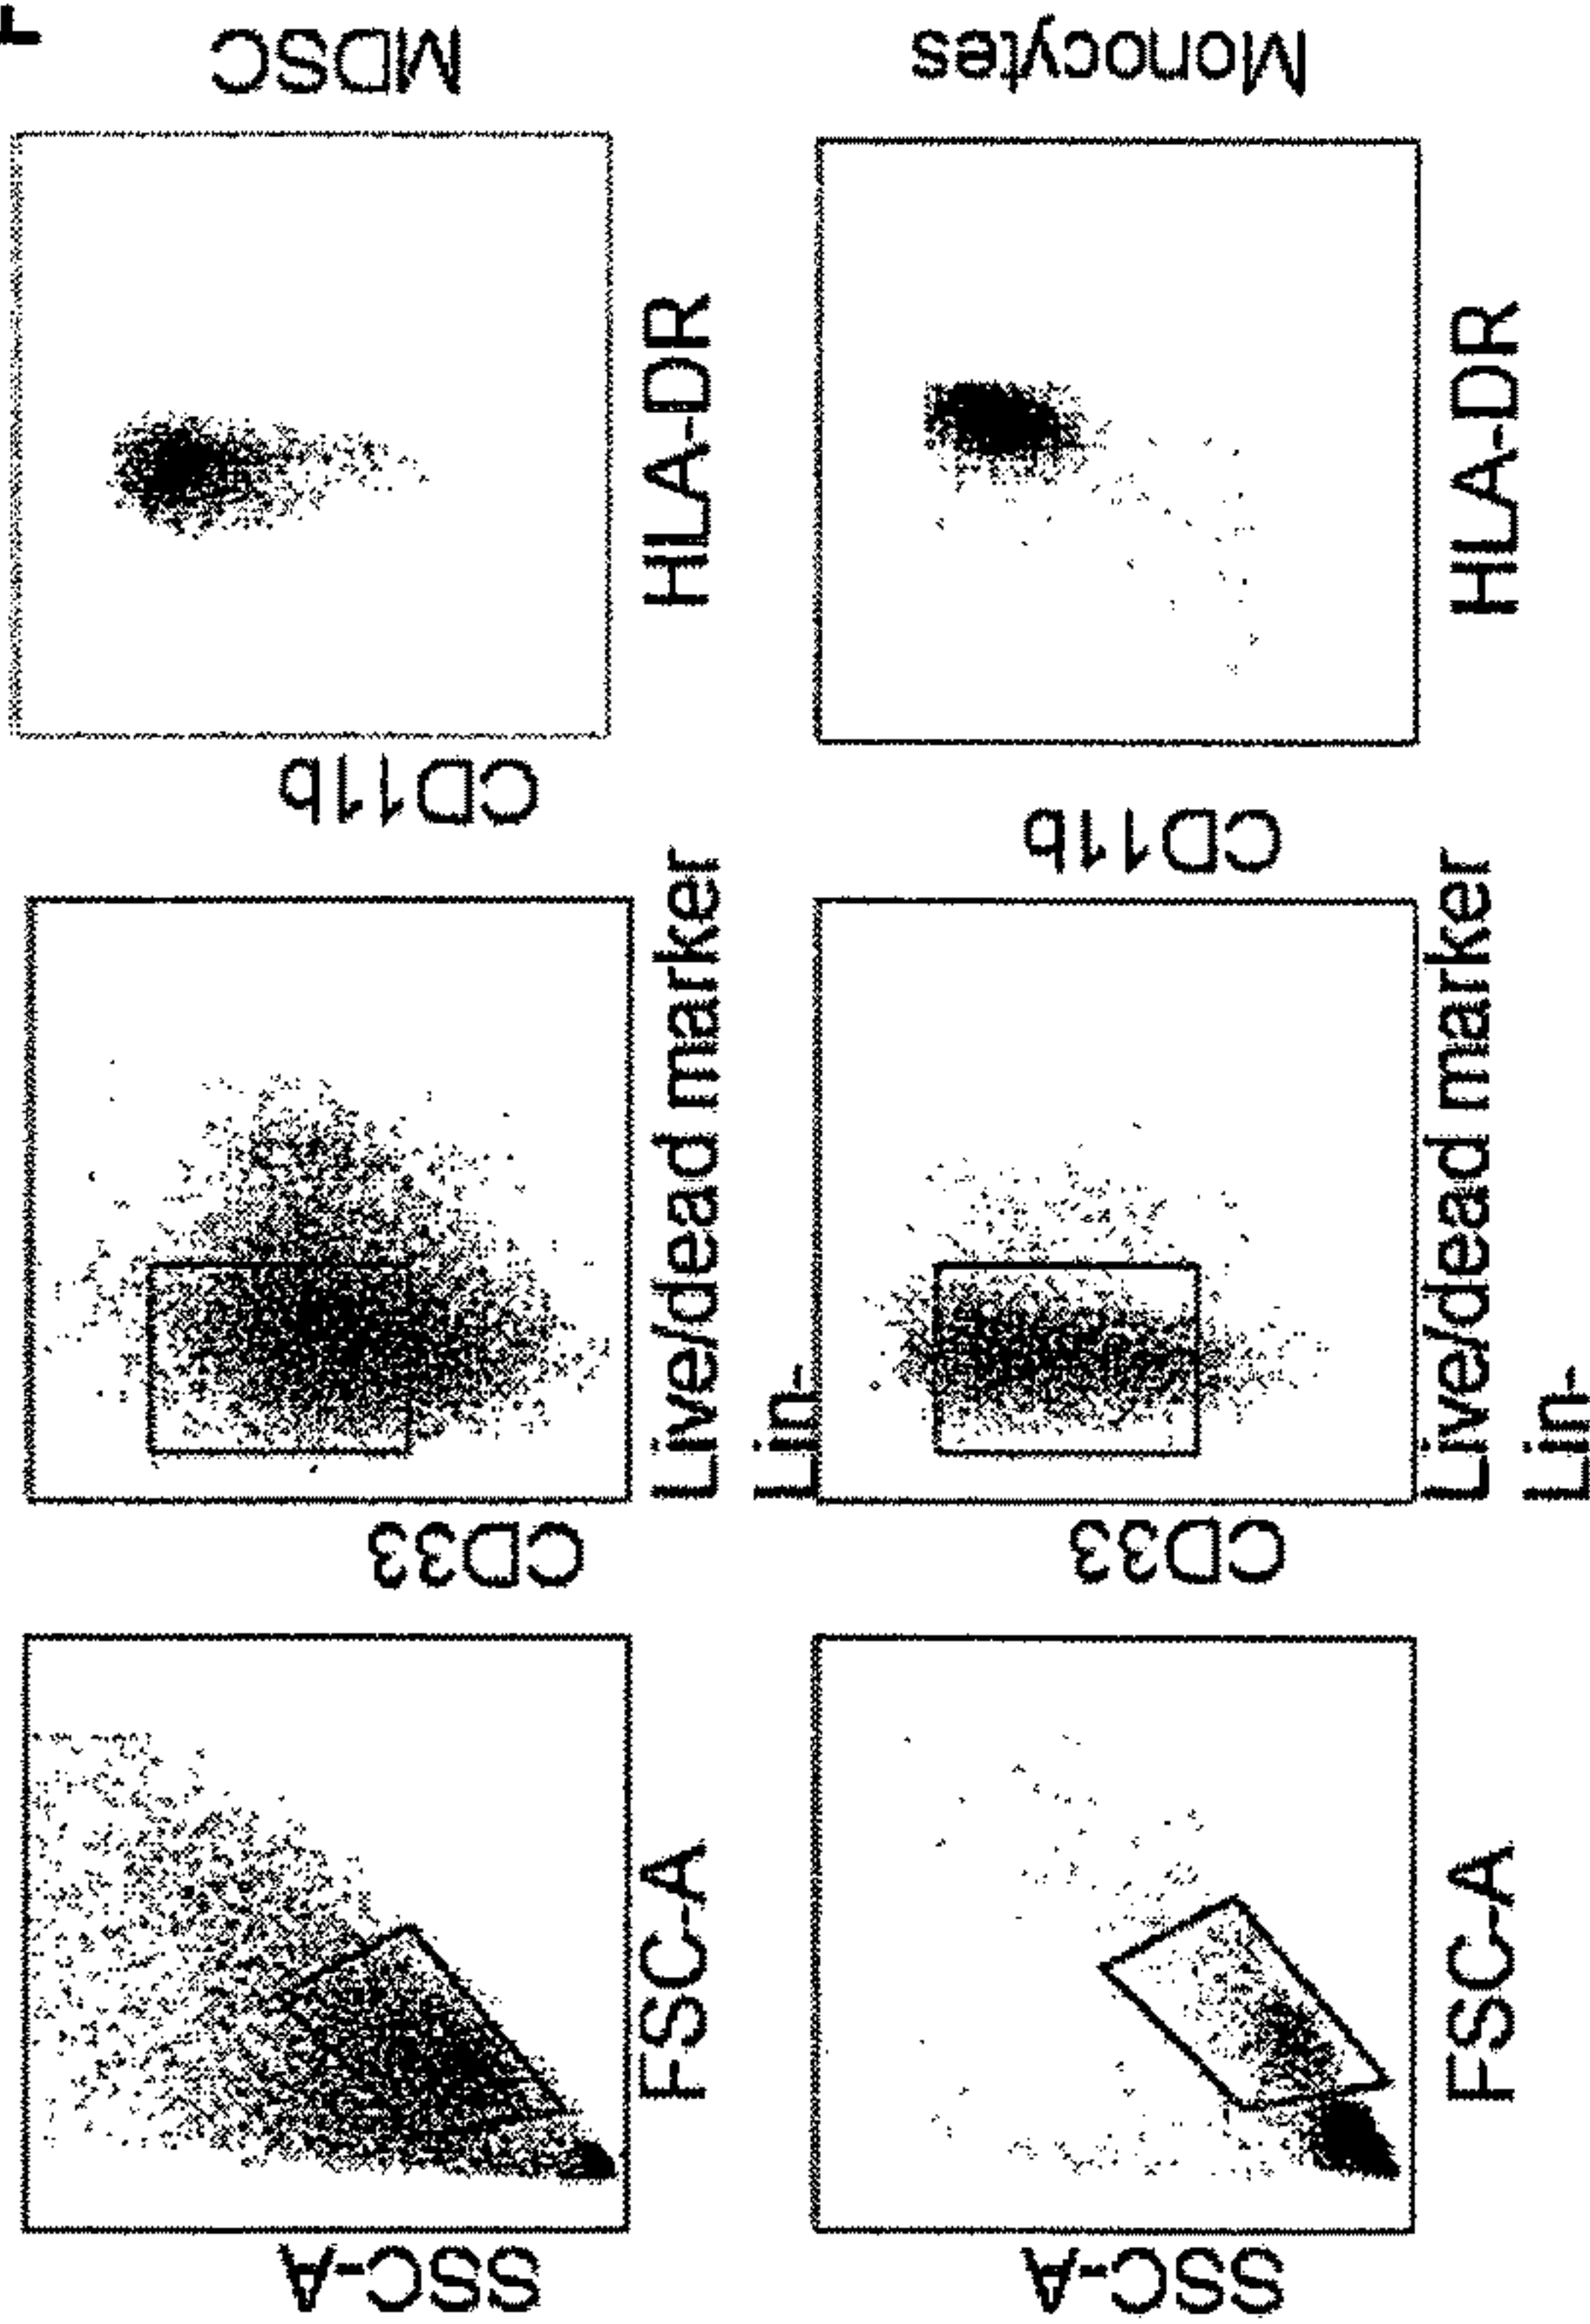 SSC-A
FSC-A
CD33
Live/dead marker
Lin-
CD11b
HLA-DR
MDSC
SSC-A
FSC-A
CD33
Live/dead marker
Lin-
CD11b
HLA-DR
Monocytes